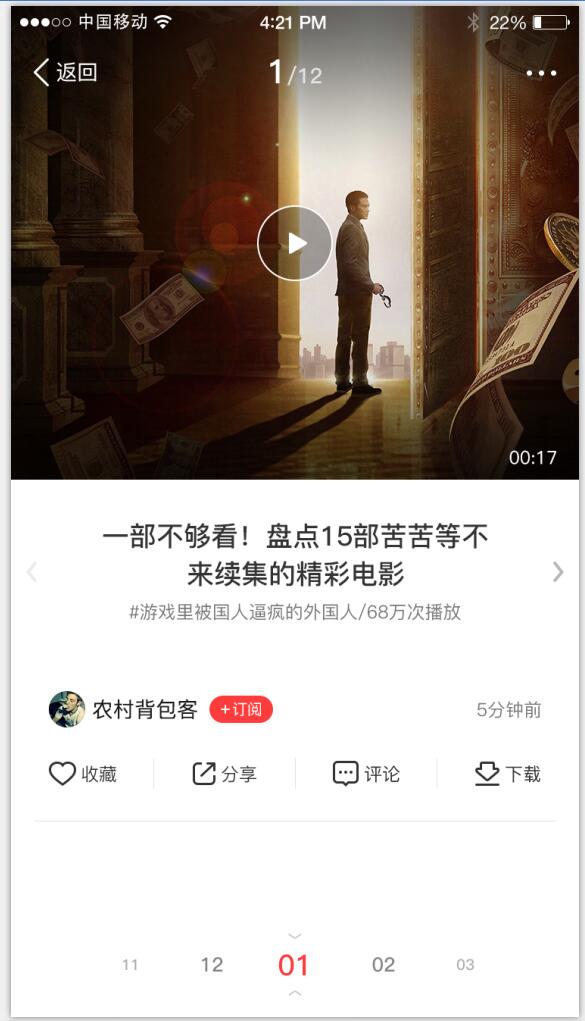 中国移动 4:21 PM 22%
返回 1/12
00:17
一部不够看！盘点15部苦苦等不
来续集的精彩电影
#游戏里被国人逼疯的外国人/68万次播放
农村背包客 +订阅 5分钟前
收藏 分享 评论 下载
11 12 01 02 03